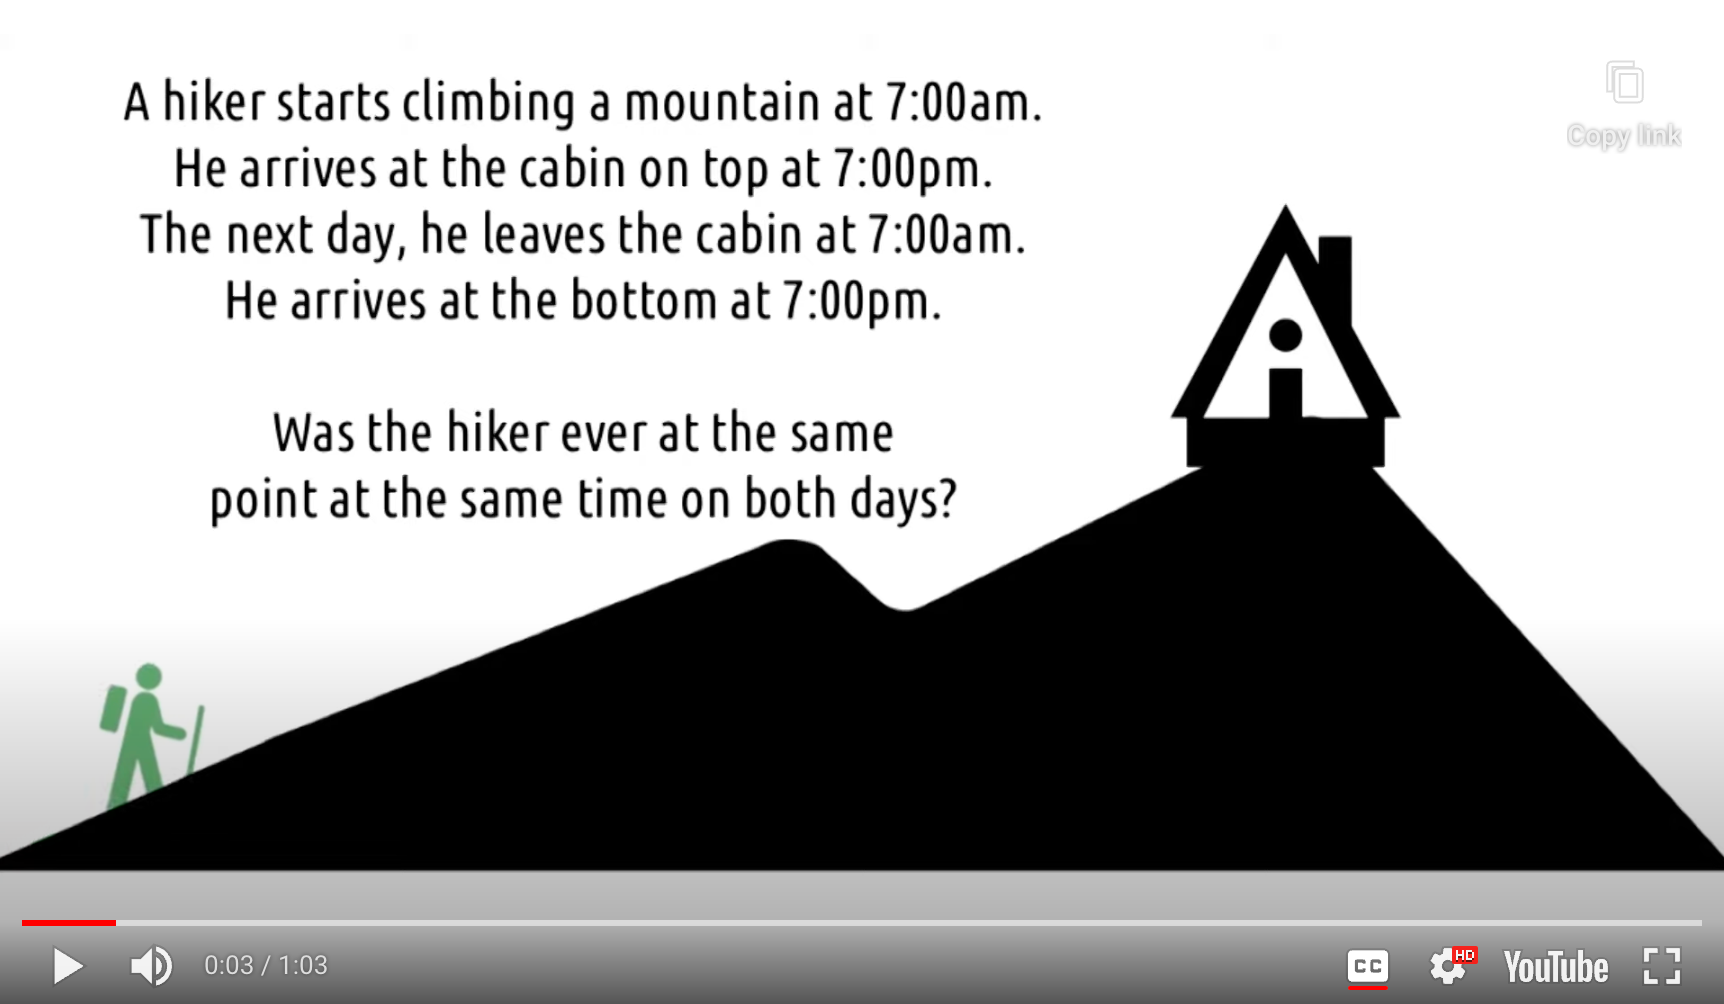 A hiker starts climbing a mountain at 7:00am.
He arrives at the cabin on top at 7:00pm.
The next day, he leaves the cabin at 7:00am.
He arrives at the bottom at 7:00pm.
Was the hiker ever at the same
point at the same time on both days?
Copy link
0:03 / 1:03
CC
HD
YouTube